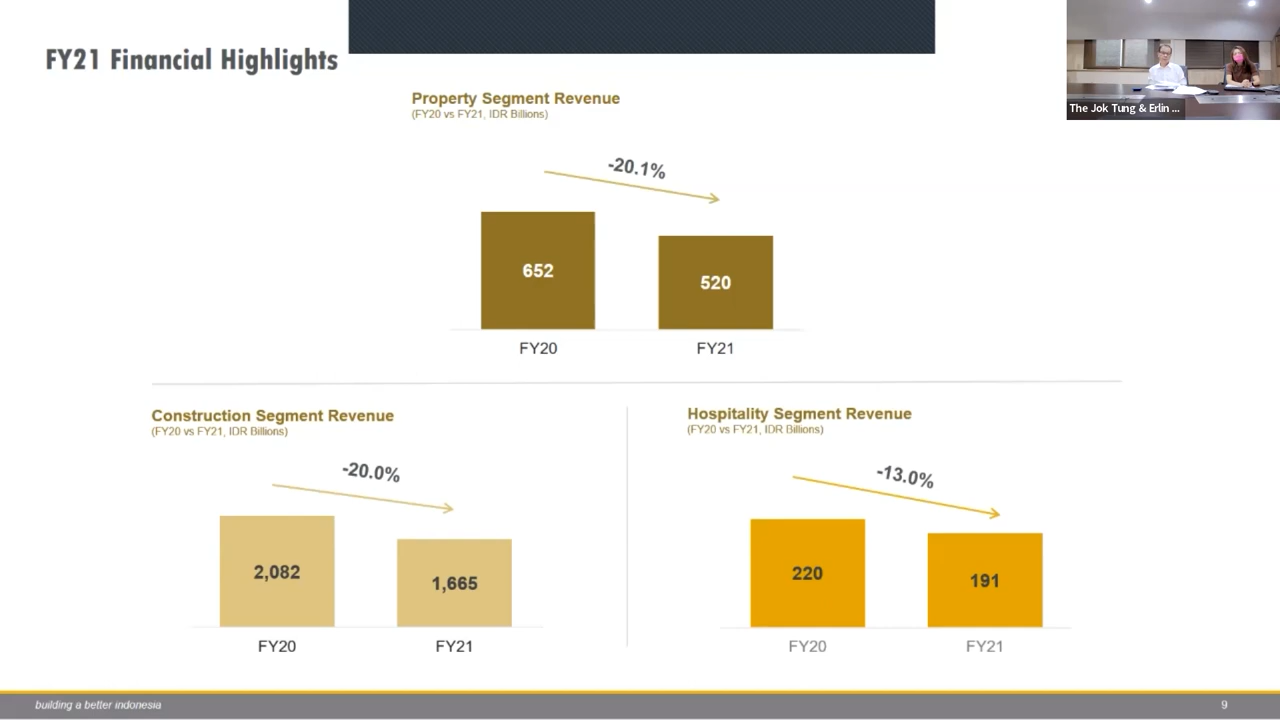 FY21 Financial Highlights
The Jok Tung & Erlin ...
Property Segment Revenue
(FY20 vs FY21, IDR Billions)
-20.1%
652
520
FY20
FY21
Construction Segment Revenue
(FY20 vs FY21, IDR Billions)
-20.0%
2,082
1,665
FY20
FY21
Hospitality Segment Revenue
(FY20 vs FY21, IDR Billions)
-13.0%
220
191
FY20
FY21
building a better indonesia
9